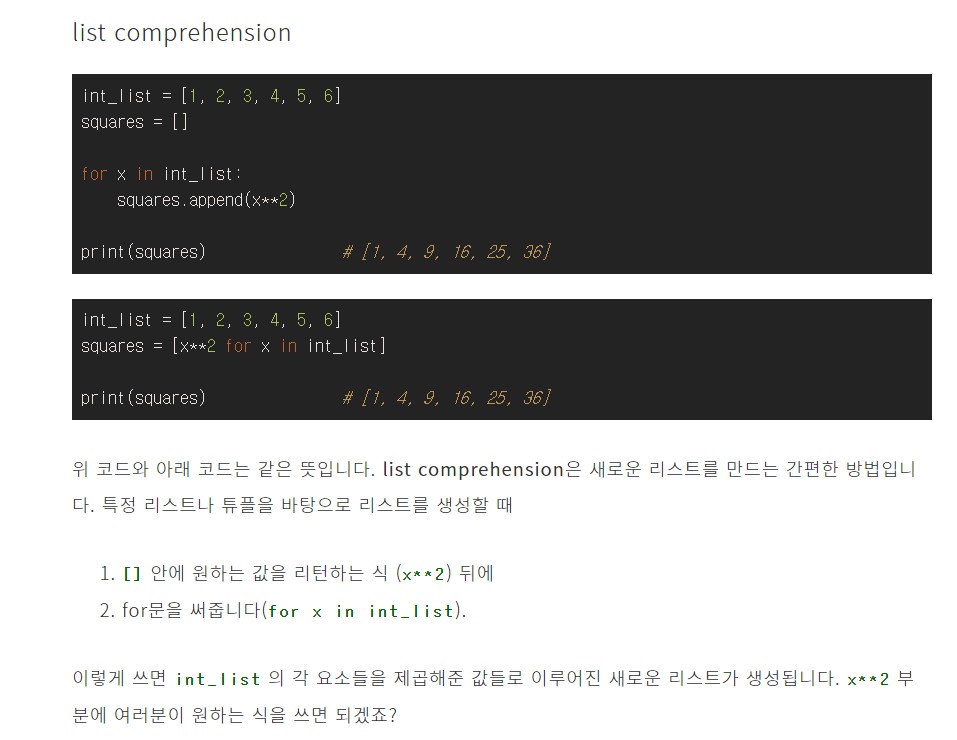 list comprehension
int_list = [1, 2, 3, 4, 5, 6]
squares = []
for x in int_list:
    squares.append(x**2)
print(squares)               # [1, 4, 9, 16, 25, 36]
int_list = [1, 2, 3, 4, 5, 6]
squares = [x**2 for x in int_list]
print(squares)               # [1, 4, 9, 16, 25, 36]
위 코드와 아래 코드는 같은 뜻입니다. list comprehension은 새로운 리스트를 만드는 간편한 방법입니
다. 특정 리스트나 튜플을 바탕으로 리스트를 생성할 때
1. [] 안에 원하는 값을 리턴하는 식 (x**2) 뒤에
2. for문을 써줍니다(for x in int_list).
이렇게 쓰면 int_list 의 각 요소들을 제곱해준 값들로 이루어진 새로운 리스트가 생성됩니다. x**2 부
분에 여러분이 원하는 식을 쓰면 되겠죠?